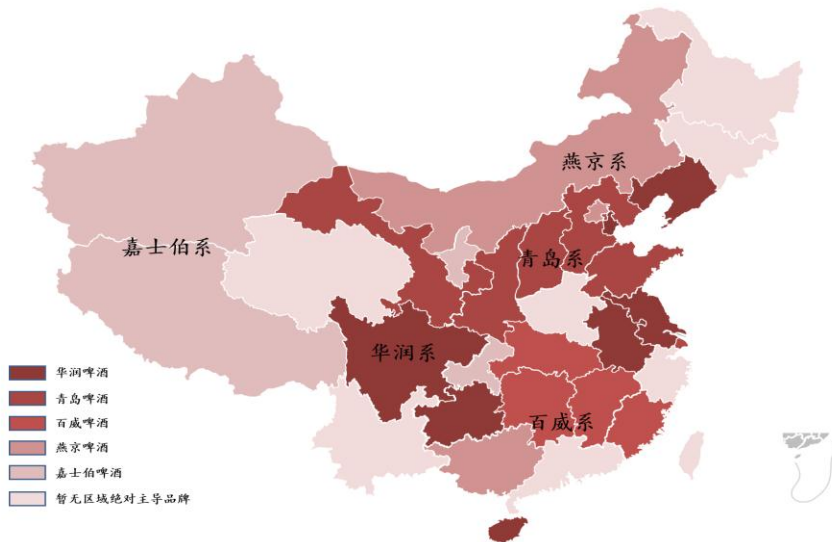 燕京系
嘉士伯系
青岛系
华润系
百威系
华润啤酒
青岛啤酒
百威啤酒
燕京啤酒
嘉士伯啤酒
暂无区域绝对主导品牌